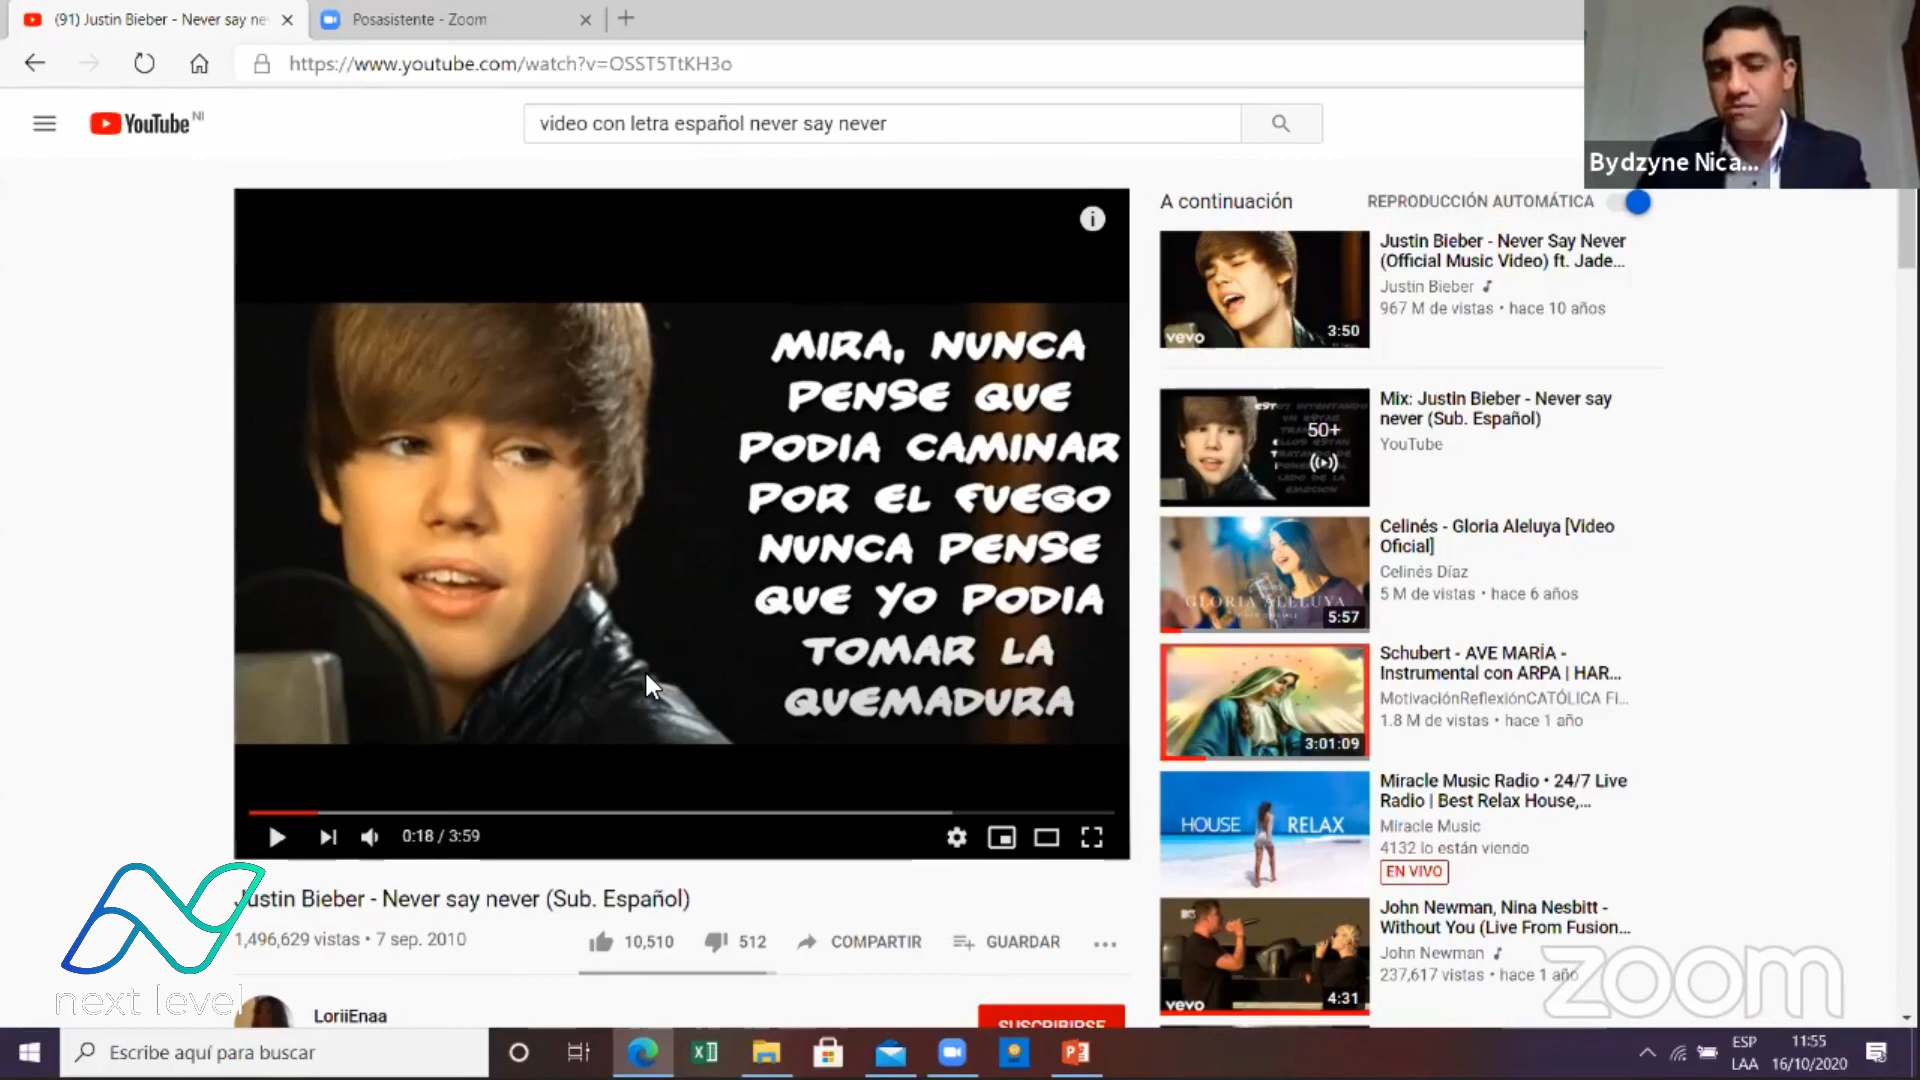 (91) Justin Bieber - Never say ne
Posasistente - Zoom
https://www.youtube.com/watch?v=OSST5TtKH3o
YouTube NI
video con letra español never say never
Bydzyne Nica...
MIRA, NUNCA
PENSE QUE
PODIA CAMINAR
POR EL FUEGO
NUNCA PENSE
QUE YO PODIA
TOMAR LA
QUEMADURA
0:18 / 3:59
Justin Bieber - Never say never (Sub. Español)
1,496,629 vistas • 7 sep. 2010
10,510
512
COMPARTIR
GUARDAR
LoriiEnaa
SUSCRIBIRSE
next level
A continuación
REPRODUCCIÓN AUTOMÁTICA
vevo
3:50
Justin Bieber - Never Say Never
(Official Music Video) ft. Jade...
Justin Bieber
967 M de vistas • hace 10 años
50+
Mix: Justin Bieber - Never say
never (Sub. Español)
YouTube
GLORIA ALELUYA
5:57
Celinés - Gloria Aleluya [Video
Oficial]
Celinés Díaz
5 M de vistas • hace 6 años
3:01:09
Schubert - AVE MARÍA -
Instrumental con ARPA | HAR...
MotivaciónReflexiónCATÓLICA Fi...
1.8 M de vistas • hace 1 año
HOUSE RELAX
Miracle Music Radio • 24/7 Live
Radio | Best Relax House,...
Miracle Music
4132 lo están viendo
EN VIVO
vevo
4:31
John Newman, Nina Nesbitt -
Without You (Live From Fusion...
John Newman
237,617 vistas • hace 1 año
zoom
Escribe aquí para buscar
ESP
LAA
11:55
16/10/2020